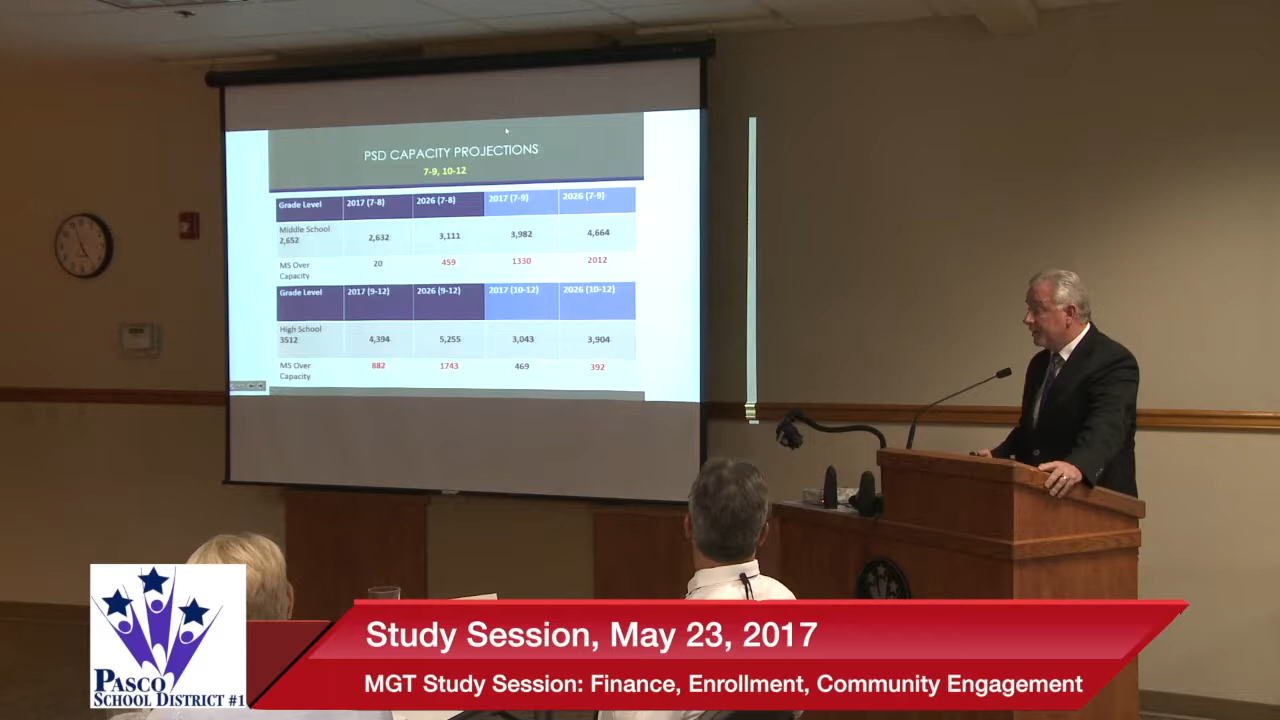 PSD CAPACITY PROJECTIONS
7-9, 10-12
Grade Level 2017 (7-8) 2026 (7-8) 2017 (7-9) 2026 (7-9)
Middle School
2,652 2,632 3,111 3,982 4,664
MS Over
Capacity 20 459 1330 2012
Grade Level 2017 (9-12) 2026 (9-12) 2017 (10-12) 2026 (10-12)
High School
3512 4,394 5,255 3,043 3,904
MS Over
Capacity 882 1743 469 392
PASCO
SCHOOL DISTRICT #1
Study Session, May 23, 2017
MGT Study Session: Finance, Enrollment, Community Engagement